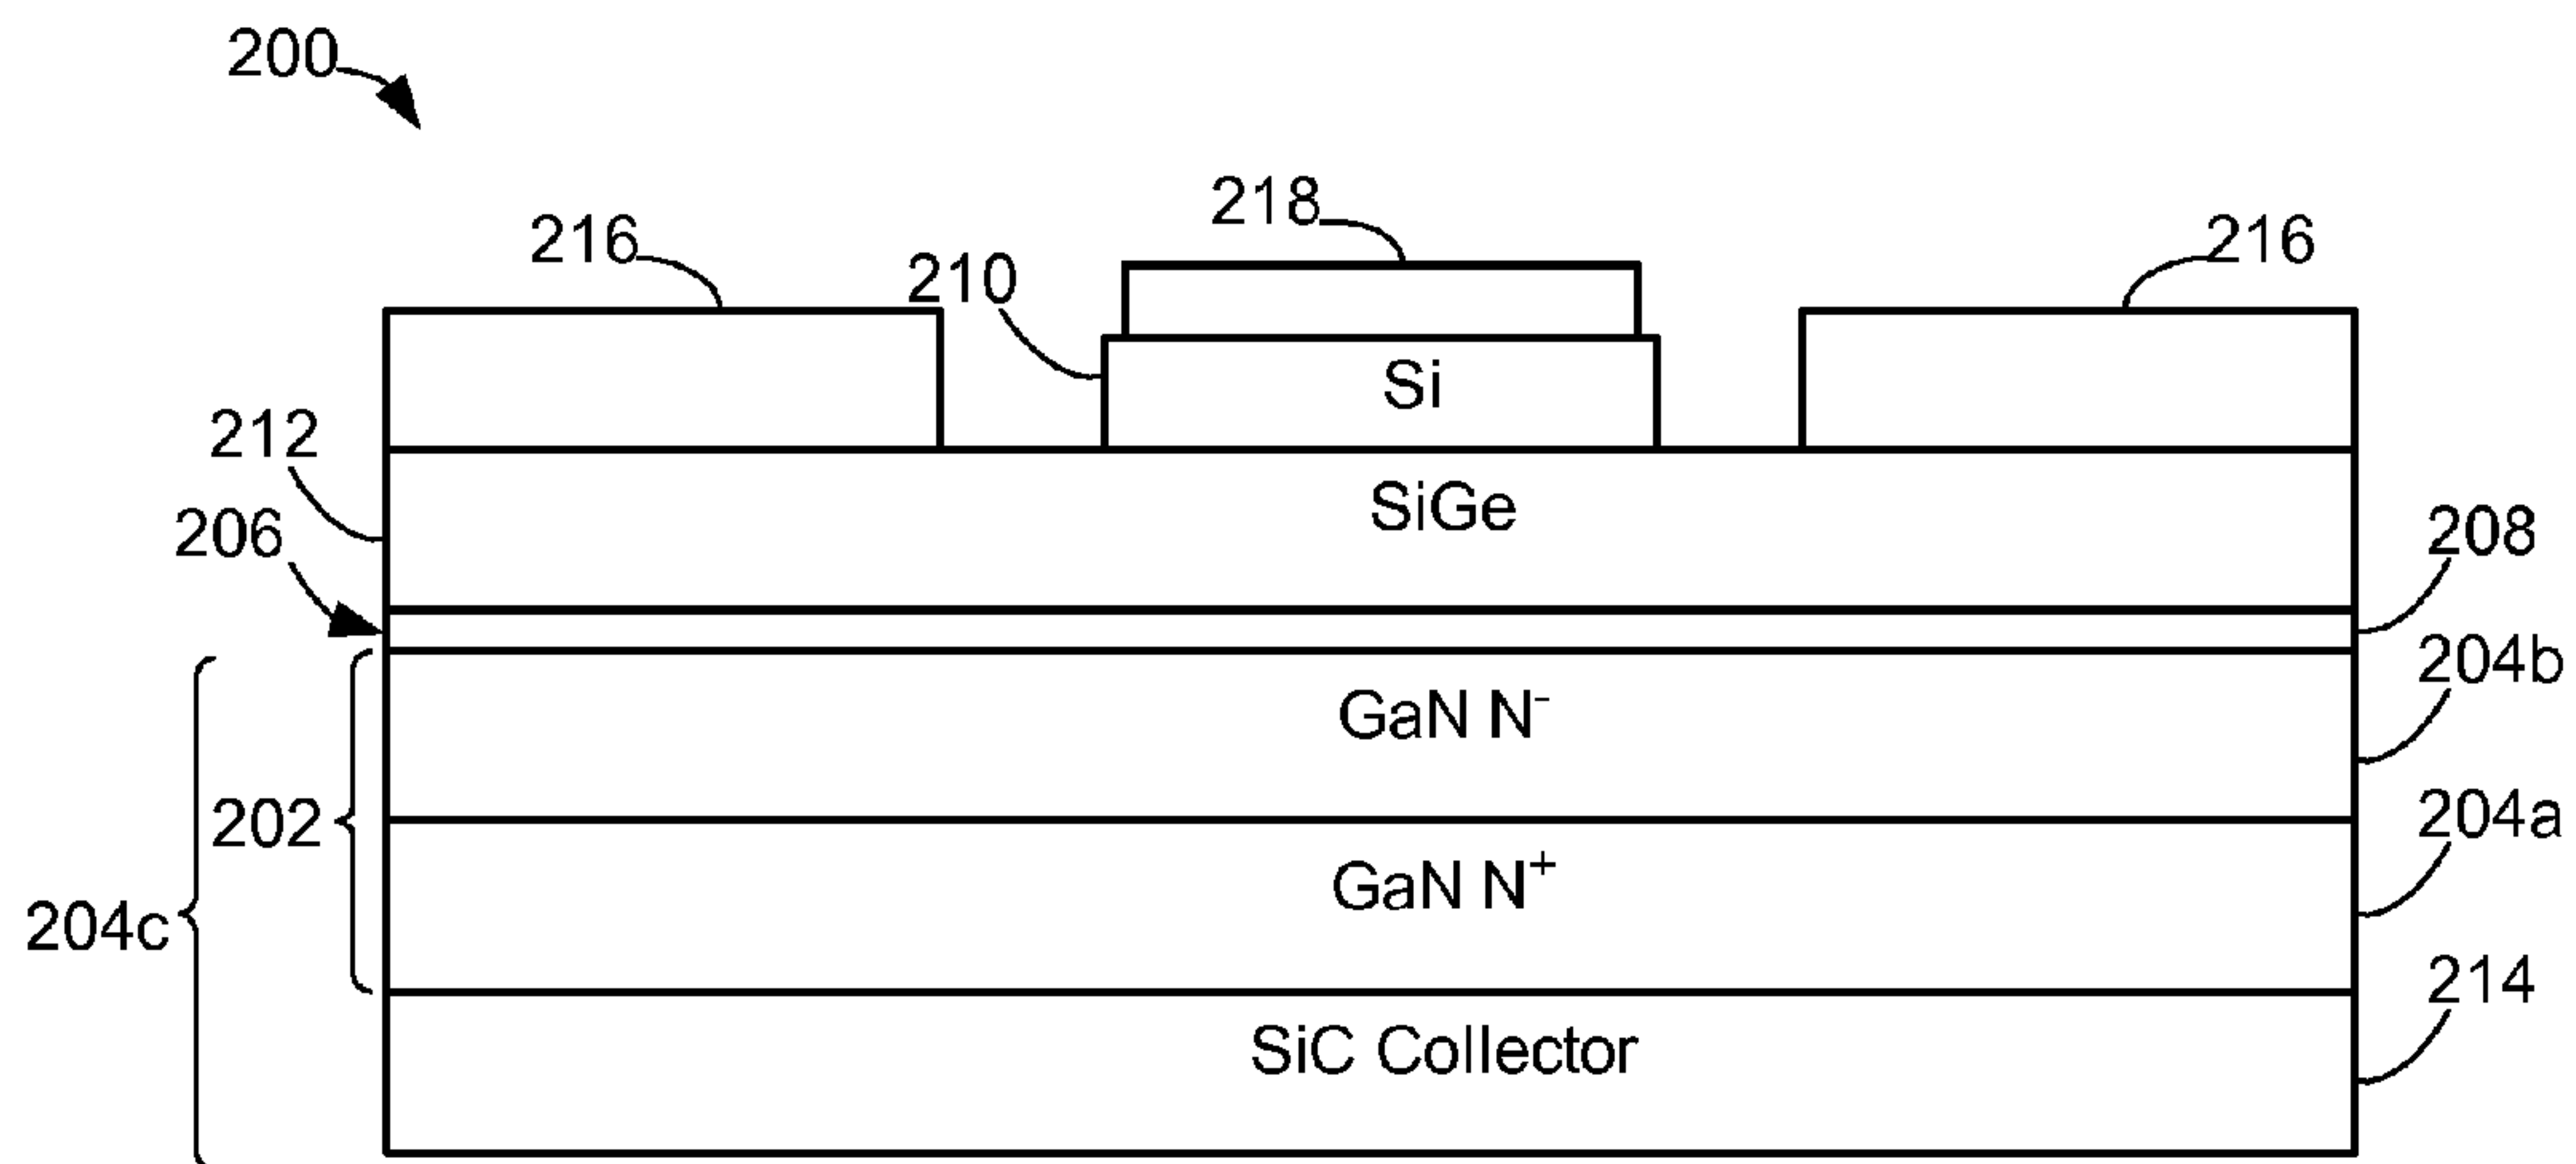 200
218
216
216
210
Si
212
SiGe
206
208
204b
GaN N⁻
202
204a
GaN N⁺
204c
214
SiC Collector